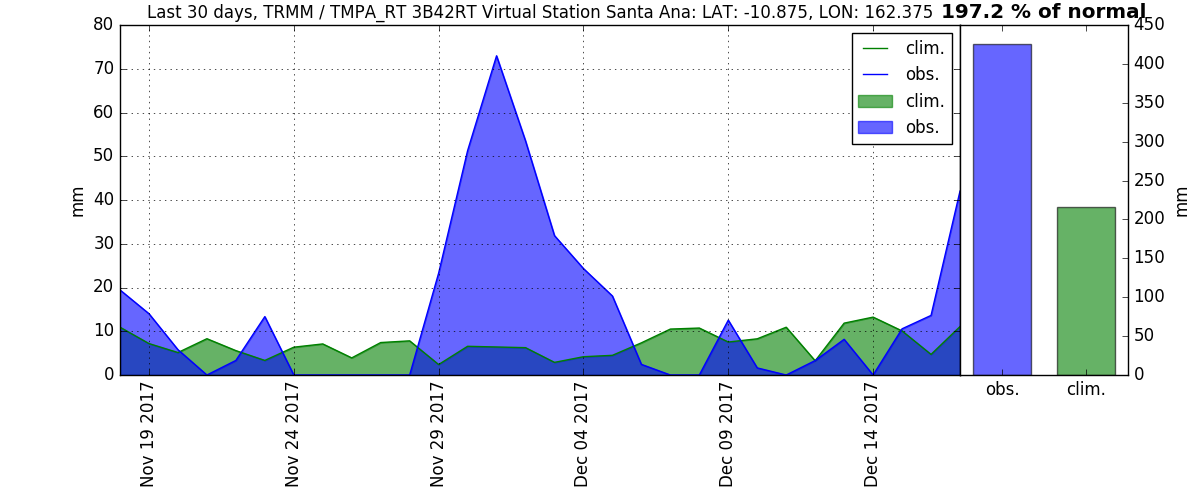 Last 30 days, TRMM / TMPA_RT 3B42RT Virtual Station Santa Ana: LAT: -10.875, LON: 162.375 197.2 % of normal
80
70
60
50
40
30
20
10
0
mm
clim.
obs.
clim.
obs.
Nov 19 2017
Nov 24 2017
Nov 29 2017
Dec 04 2017
Dec 09 2017
Dec 14 2017
450
400
350
300
250
200
150
100
50
0
mm
obs.
clim.